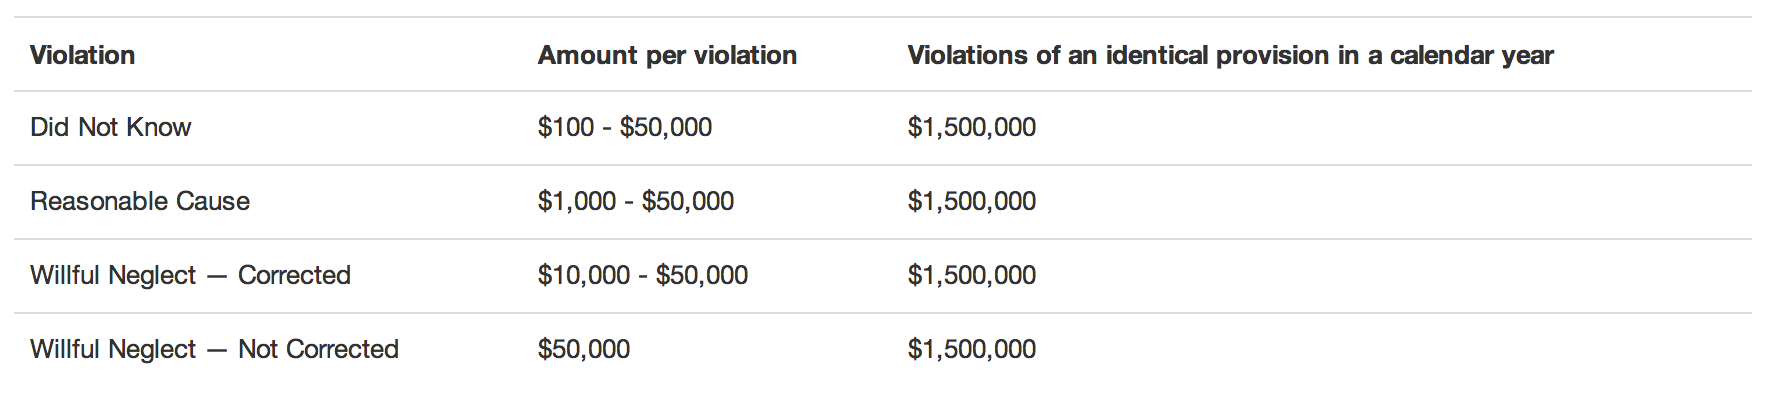 Violation Amount per violation Violations of an identical provision in a calendar year
Did Not Know $100 - $50,000 $1,500,000
Reasonable Cause $1,000 - $50,000 $1,500,000
Willful Neglect — Corrected $10,000 - $50,000 $1,500,000
Willful Neglect — Not Corrected $50,000 $1,500,000